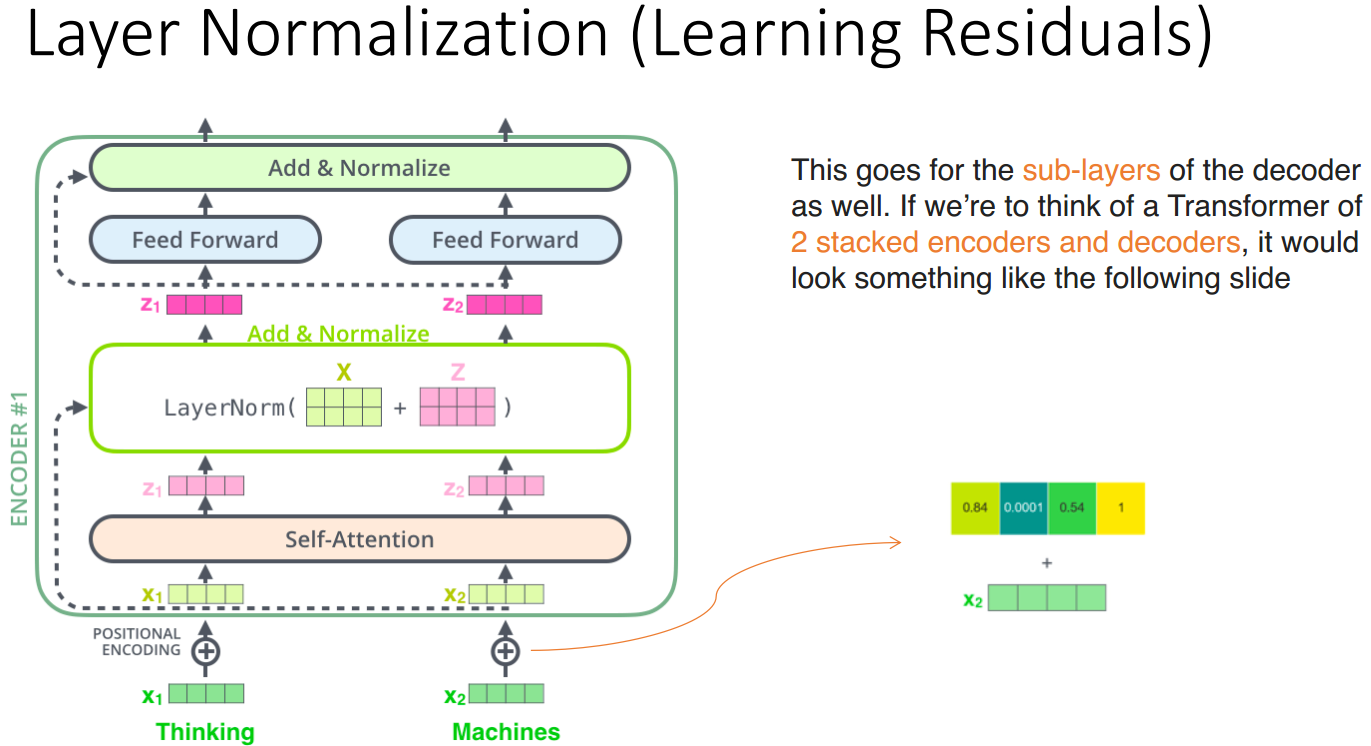 Layer Normalization (Learning Residuals)
This goes for the sub-layers of the decoder
as well. If we're to think of a Transformer of
2 stacked encoders and decoders, it would
look something like the following slide
Add & Normalize
Feed Forward
Feed Forward
z1
z2
Add & Normalize
X
Z
LayerNorm( + )
z1
z2
Self-Attention
x1
x2
ENCODER #1
POSITIONAL
ENCODING
x1
x2
Thinking
Machines
0.84 0.0001 0.54 1
+
x2